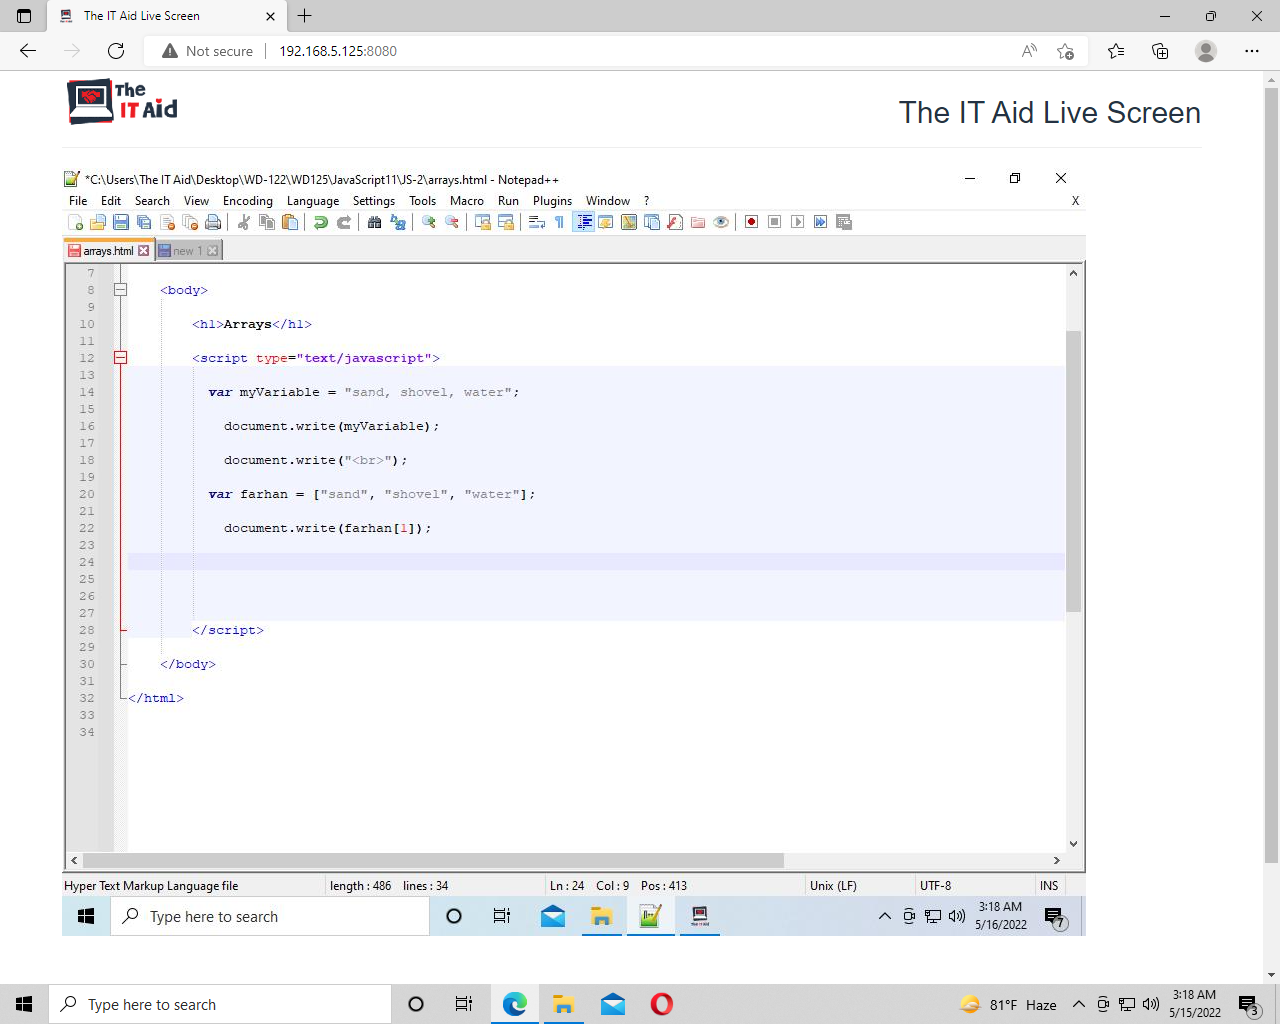 The IT Aid Live Screen
Not secure
192.168.5.125:8080
The
IT Aid
The IT Aid Live Screen
*C:\Users\The IT Aid\Desktop\WD-122\WD125\JavaScript11\JS-2\arrays.html - Notepad++
File Edit Search View Encoding Language Settings Tools Macro Run Plugins Window ? X
arrays.html new 1
7
8 <body>
9
10 <h1>Arrays</h1>
11
12 <script type="text/javascript">
13
14 var myVariable = "sand, shovel, water";
15
16 document.write(myVariable);
17
18 document.write("<br>");
19
20 var farhan = ["sand", "shovel", "water"];
21
22 document.write(farhan[1]);
23
24
25
26
27
28 </script>
29
30 </body>
31
32 </html>
33
34
Hyper Text Markup Language file length : 486 lines : 34 Ln : 24 Col : 9 Pos : 413 Unix (LF) UTF-8 INS
Type here to search
3:18 AM
5/16/2022
7
Type here to search
81°F Haze
3:18 AM
5/15/2022
3